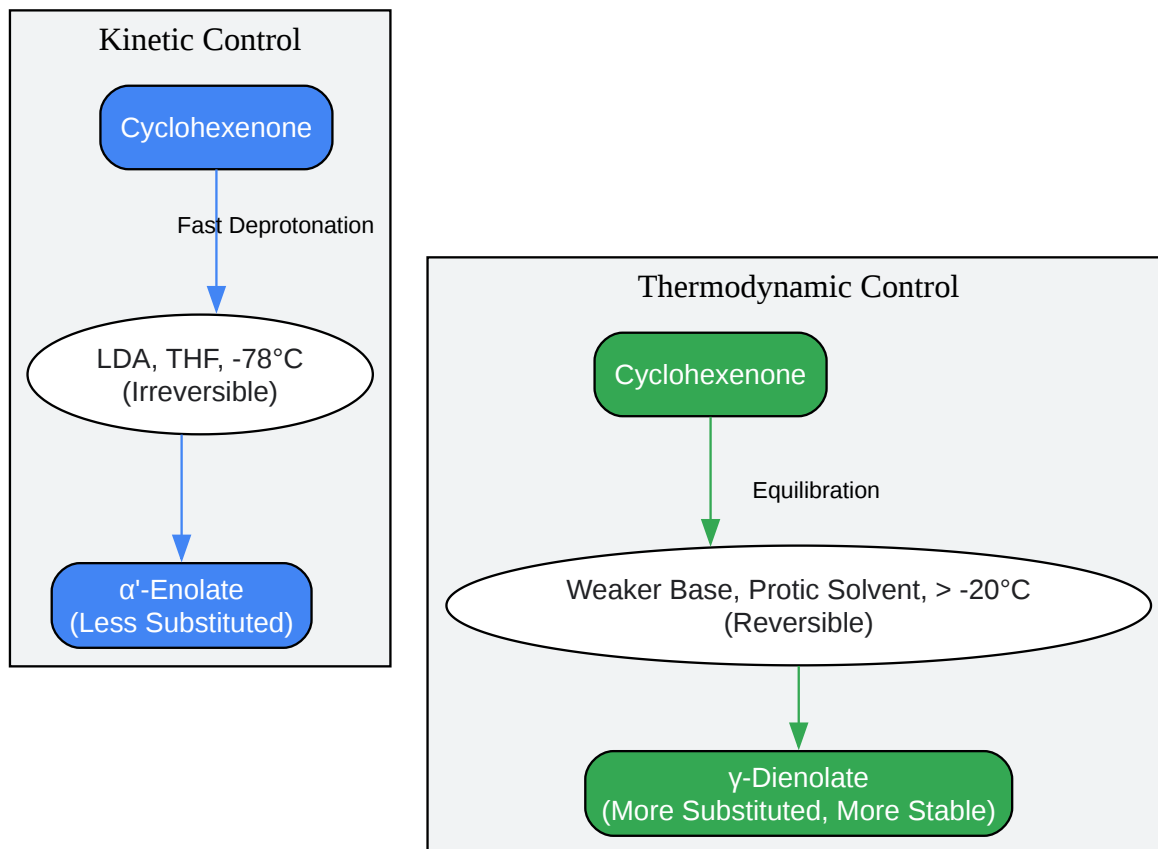 Kinetic Control
Cyclohexenone
Fast Deprotonation
LDA, THF, -78°C
(Irreversible)
α'-Enolate
(Less Substituted)
Thermodynamic Control
Cyclohexenone
Equilibration
Weaker Base, Protic Solvent, > -20°C
(Reversible)
γ-Dienolate
(More Substituted, More Stable)